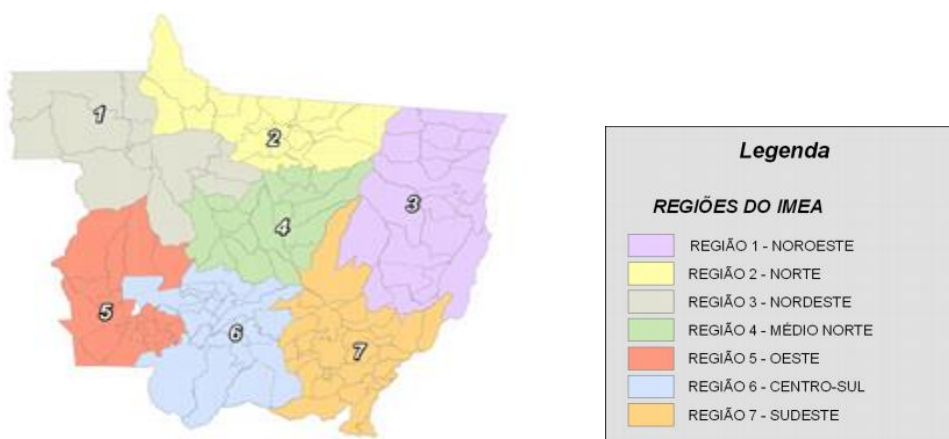 1
2
3
4
5
6
7
Legenda
REGIÕES DO IMEA
REGIÃO 1 - NOROESTE
REGIÃO 2 - NORTE
REGIÃO 3 - NORDESTE
REGIÃO 4 - MÉDIO NORTE
REGIÃO 5 - OESTE
REGIÃO 6 - CENTRO-SUL
REGIÃO 7 - SUDESTE